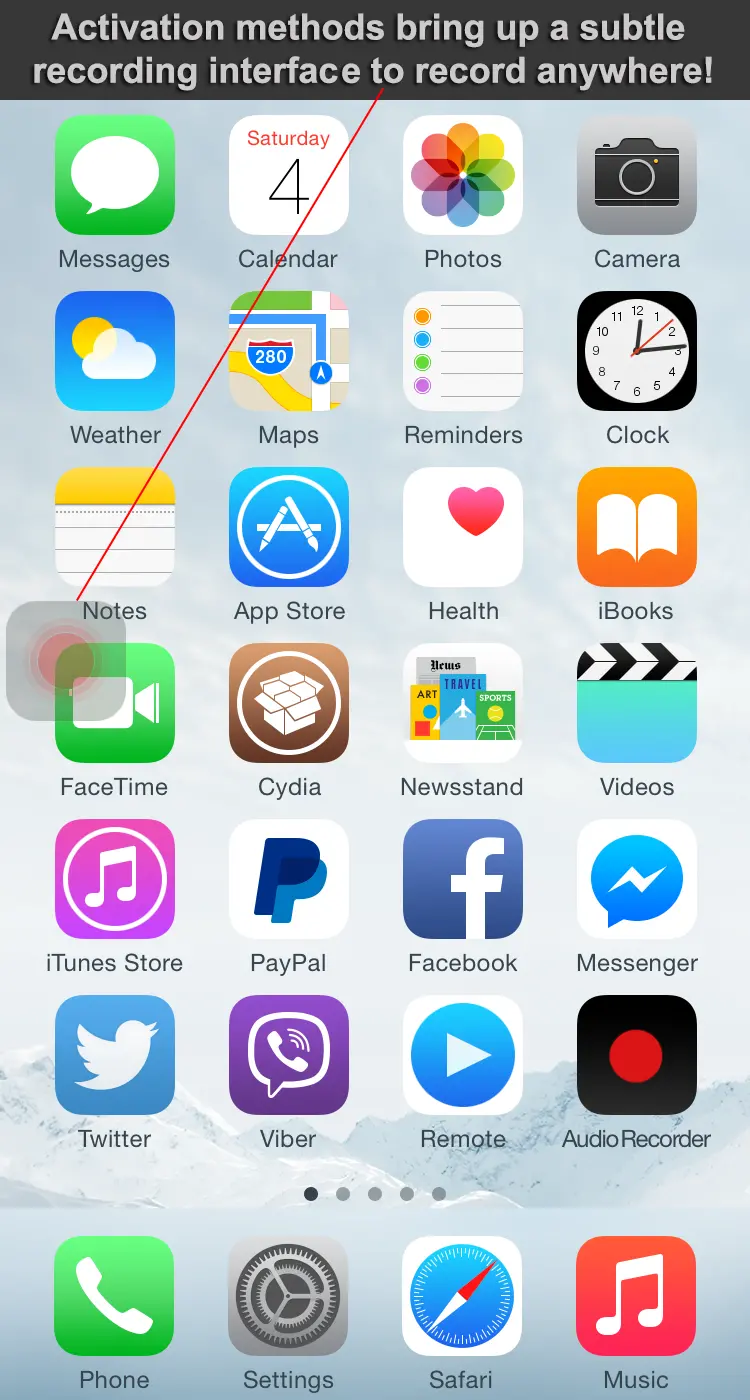 Activation methods bring up a subtle
recording interface to record anywhere!
Saturday
4
Messages Calendar Photos Camera
280
12
11 1
10 2
9 3
8 4
7 5
6
Weather Maps Reminders Clock
Notes App Store Health iBooks
News
TRAVEL
ART
SPORTS
FaceTime Cydia Newsstand Videos
iTunes Store PayPal Facebook Messenger
Twitter Viber Remote AudioRecorder
Phone Settings Safari Music